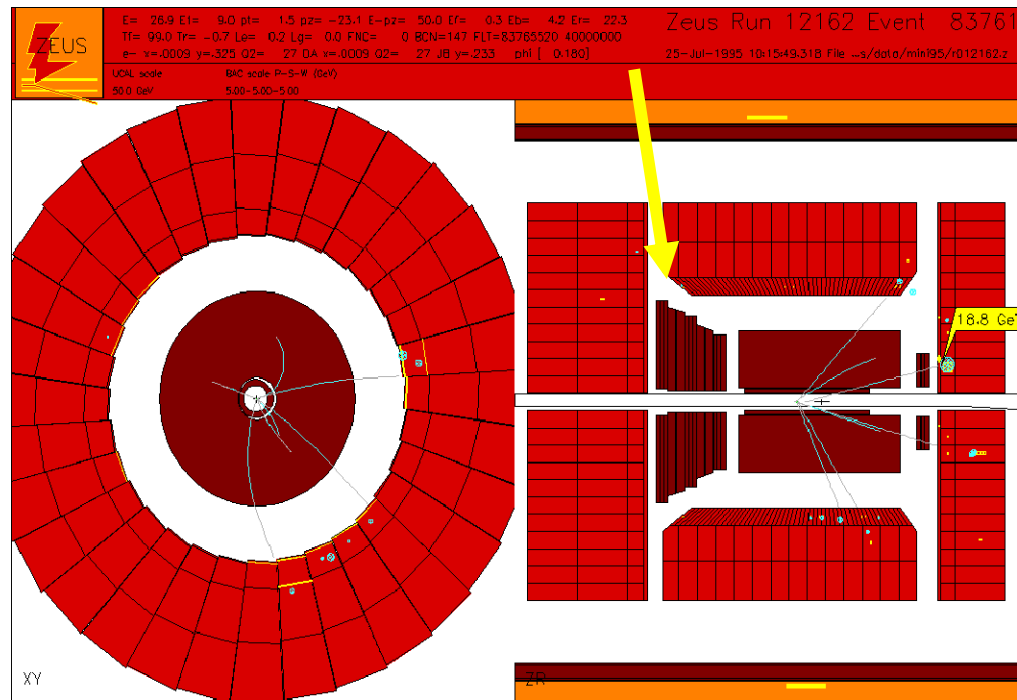 ZEUS
E= 26.9 Et= 9.0 pt= 1.5 pz= -23.1 E-pz= 50.0 Ef= 0.3 Eb= 4.2 Er= 22.3
Tf= 99.0 Tr= -0.7 Le= 0.2 Lg= 0.0 FNC= 0 BCN=147 FLT=83765520 40000000
e- x=.0009 y=.325 Q2= 27 DA x=.0009 Q2= 27 JB y=.233 phi [ 0.180]
UCAL scale BAC scale P-S-W (GeV)
50.0 GeV 5.00-5.00-5.00
Zeus Run 12162 Event 83761
25-Jul-1995 10:15:49.318 File
18.8 Ge
XY
ZR